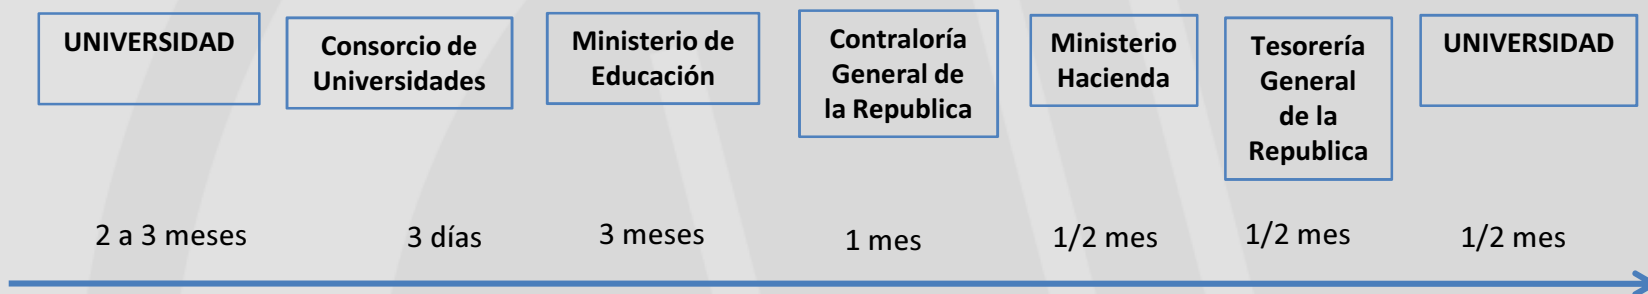 UNIVERSIDAD
Consorcio de
Universidades
Ministerio de
Educación
Contraloría
General de
la Republica
Ministerio
Hacienda
Tesorería
General
de la
Republica
UNIVERSIDAD
2 a 3 meses
3 días
3 meses
1 mes
1/2 mes
1/2 mes
1/2 mes